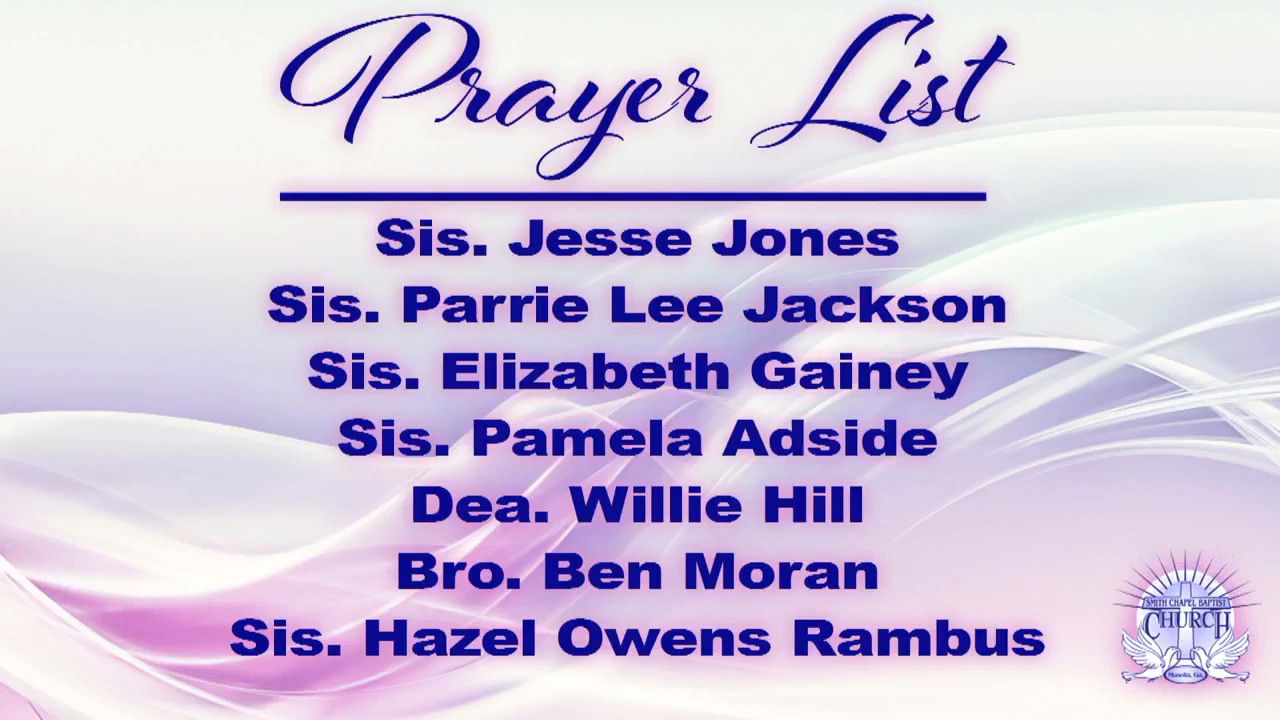 Prayer List
Sis. Jesse Jones
Sis. Parrie Lee Jackson
Sis. Elizabeth Gainey
Sis. Pamela Adside
Dea. Willie Hill
Bro. Ben Moran
Sis. Hazel Owens Rambus
SMITH CHAPEL BAPTIST
CHURCH